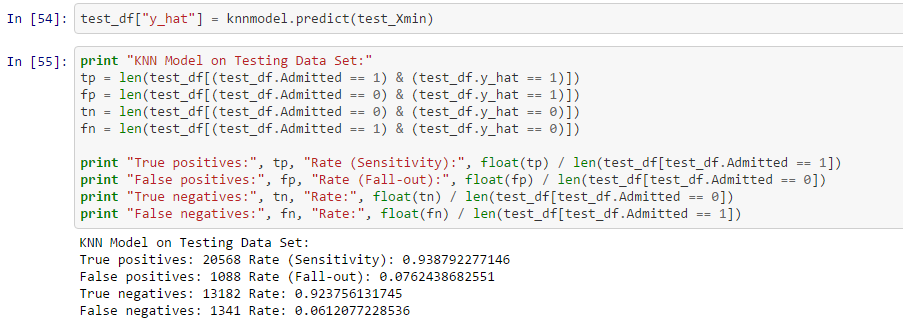 In [54]: test_df["y_hat"] = knnmodel.predict(test_Xmin)
In [55]: print "KNN Model on Testing Data Set:"
tp = len(test_df[(test_df.Admitted == 1) & (test_df.y_hat == 1)])
fp = len(test_df[(test_df.Admitted == 0) & (test_df.y_hat == 1)])
tn = len(test_df[(test_df.Admitted == 0) & (test_df.y_hat == 0)])
fn = len(test_df[(test_df.Admitted == 1) & (test_df.y_hat == 0)])
print "True positives:", tp, "Rate (Sensitivity):", float(tp) / len(test_df[test_df.Admitted == 1])
print "False positives:", fp, "Rate (Fall-out):", float(fp) / len(test_df[test_df.Admitted == 0])
print "True negatives:", tn, "Rate:", float(tn) / len(test_df[test_df.Admitted == 0])
print "False negatives:", fn, "Rate:", float(fn) / len(test_df[test_df.Admitted == 1])
KNN Model on Testing Data Set:
True positives: 20568 Rate (Sensitivity): 0.938792277146
False positives: 1088 Rate (Fall-out): 0.0762438682551
True negatives: 13182 Rate: 0.923756131745
False negatives: 1341 Rate: 0.0612077228536